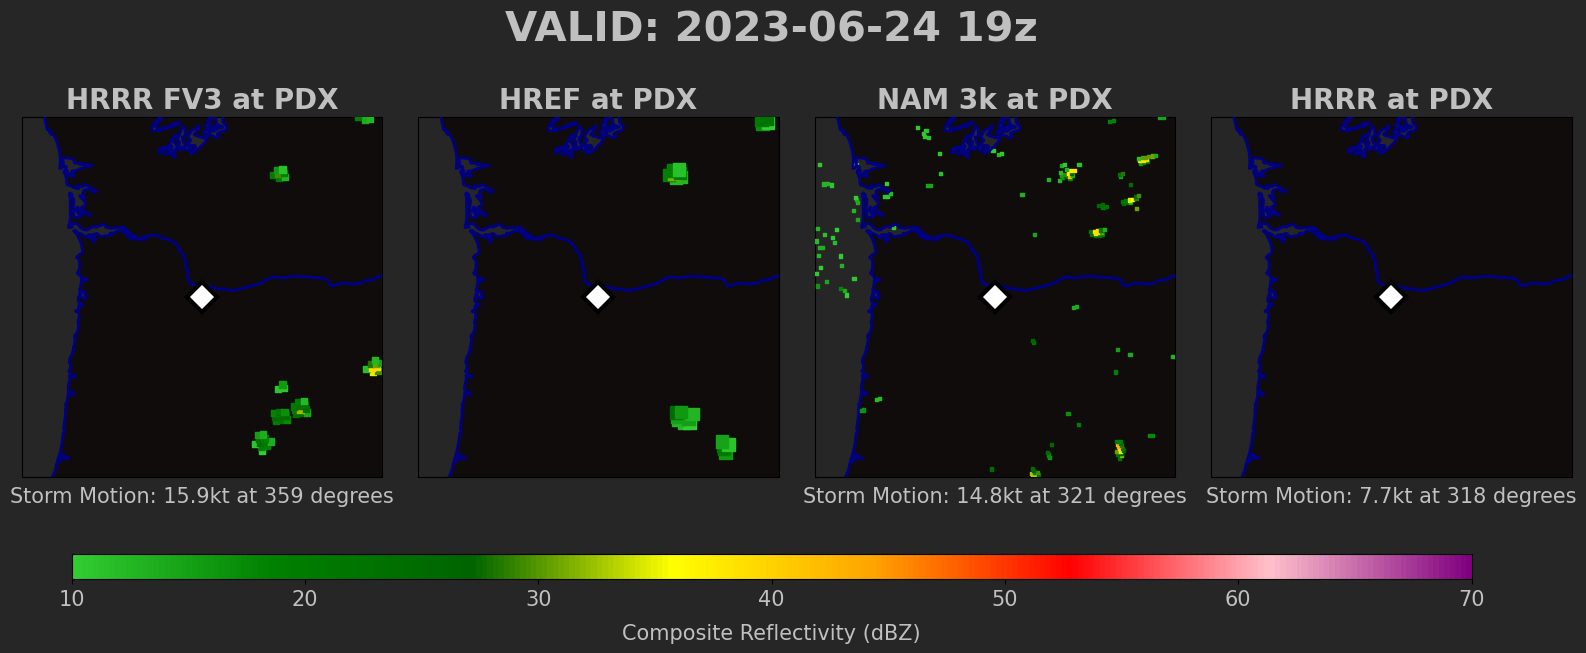 VALID: 2023-06-24 19z
HRRR FV3 at PDX
HREF at PDX
NAM 3k at PDX
HRRR at PDX
Storm Motion: 15.9kt at 359 degrees
Storm Motion: 14.8kt at 321 degrees
Storm Motion: 7.7kt at 318 degrees
10 20 30 40 50 60 70
Composite Reflectivity (dBZ)